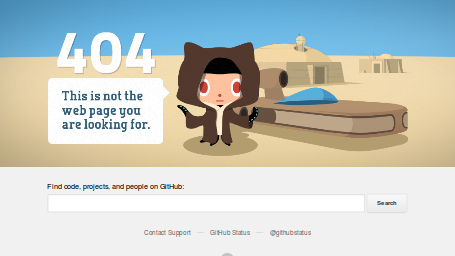 404
This is not the
web page you
are looking for.
Find code, projects, and people on GitHub:
Search
Contact Support — GitHub Status — @githubstatus